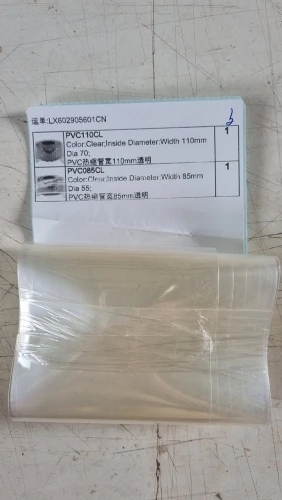 运单:LX602905601CN
PVC110CL
1
Color:Clear;Inside Diameter:Width 110mm
Dia 70;
PVC热缩管宽110mm透明
PVC085CL
1
Color:Clear;Inside Diameter:Width 85mm
Dia 55;
PVC热缩管宽85mm透明